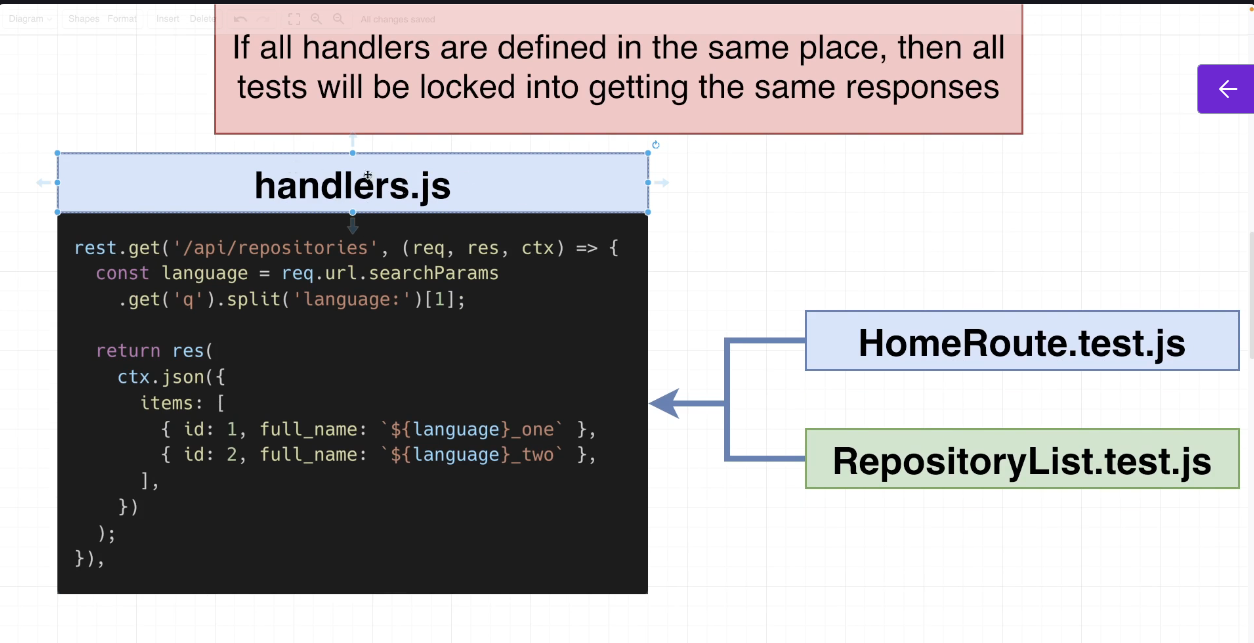 Diagram Shapes Format Insert Delete All changes saved
If all handlers are defined in the same place, then all
tests will be locked into getting the same responses
handlers.js
rest.get('/api/repositories', (req, res, ctx) => {
  const language = req.url.searchParams
    .get('q').split('language:')[1];
  return res(
    ctx.json({
      items: [
        { id: 1, full_name: `${language}_one` },
        { id: 2, full_name: `${language}_two` },
      ],
    })
  );
}),
HomeRoute.test.js
RepositoryList.test.js